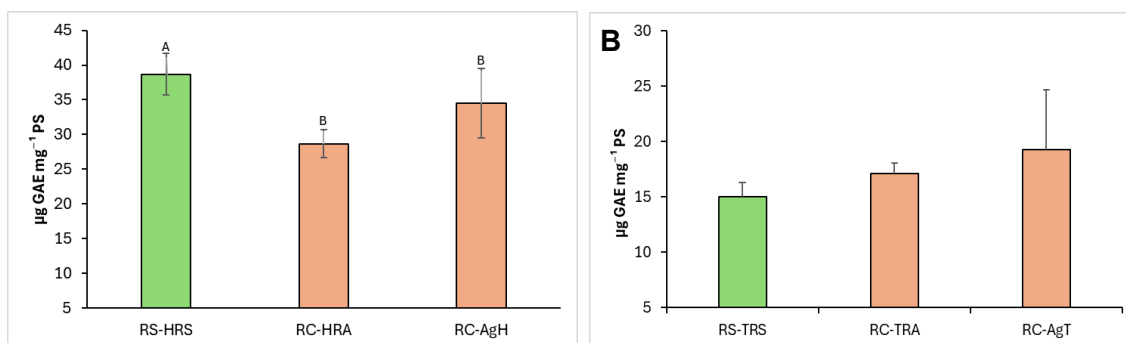 45
40
35
30
25
20
15
10
5
µg GAE mg⁻¹ PS
A
B
B
RS-HRS RC-HRA RC-AgH
B
30
25
20
15
10
5
µg GAE mg⁻¹ PS
RS-TRS RC-TRA RC-AgT